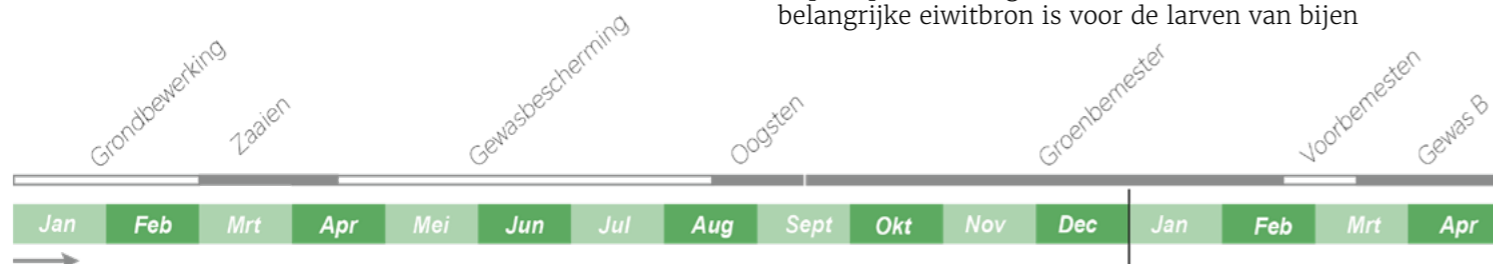 belangrijke eiwitbron is voor de larven van bijen
Grondbewerking
Zaaien
Gewasbescherming
Oogsten
Groenbemester
Voorbemesten
Gewas B
Jan Feb Mrt Apr Mei Jun Jul Aug Sept Okt Nov Dec Jan Feb Mrt Apr